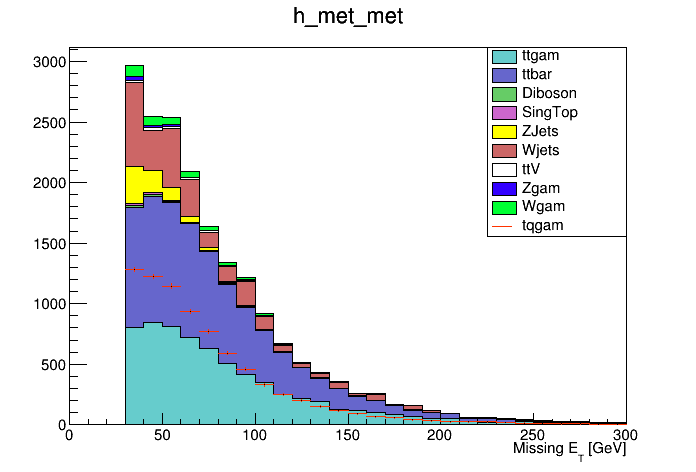 h_met_met
3000
2500
2000
1500
1000
500
0
0
50
100
150
200
250
300
Missing E_T [GeV]
ttgam
ttbar
Diboson
SingTop
ZJets
Wjets
ttV
Zgam
Wgam
tqgam